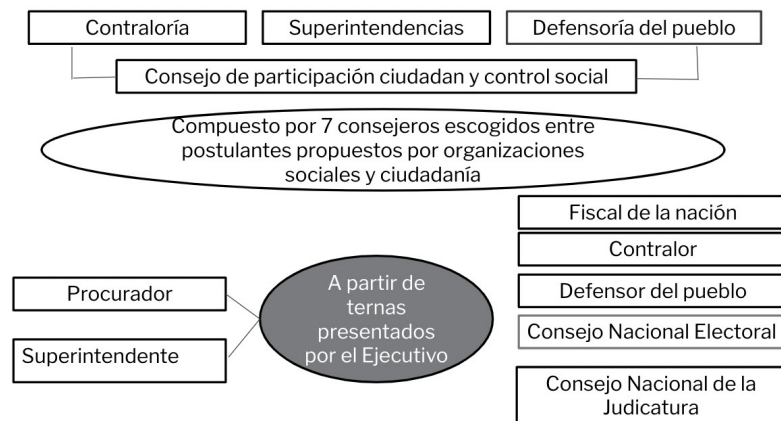 Contraloría
Superintendencias
Defensoría del pueblo
Consejo de participación ciudadan y control social
Compuesto por 7 consejeros escogidos entre
postulantes propuestos por organizaciones
sociales y ciudadanía
Procurador
Superintendente
A partir de
ternas
presentados
por el Ejecutivo
Fiscal de la nación
Contralor
Defensor del pueblo
Consejo Nacional Electoral
Consejo Nacional de la
Judicatura